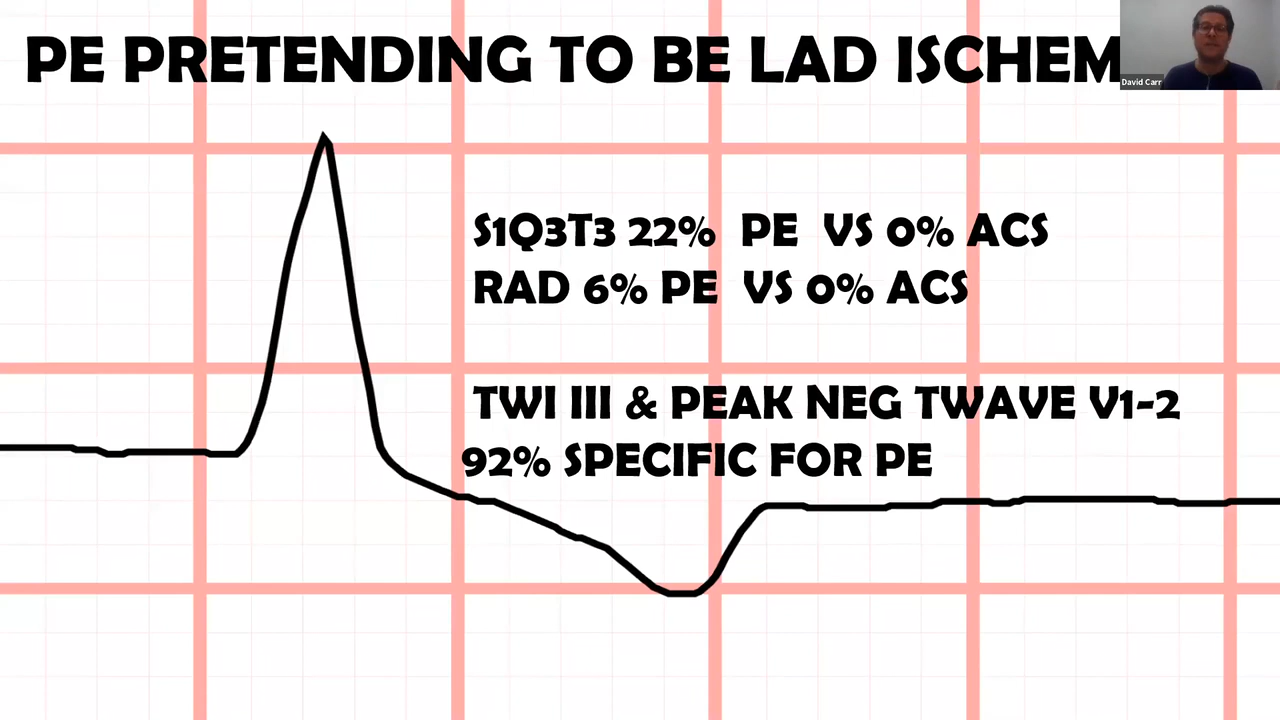 PE PRETENDING TO BE LAD ISCHEM
David Carr
S1Q3T3 22% PE VS 0% ACS
RAD 6% PE VS 0% ACS
TWI III & PEAK NEG TWAVE V1-2
92% SPECIFIC FOR PE